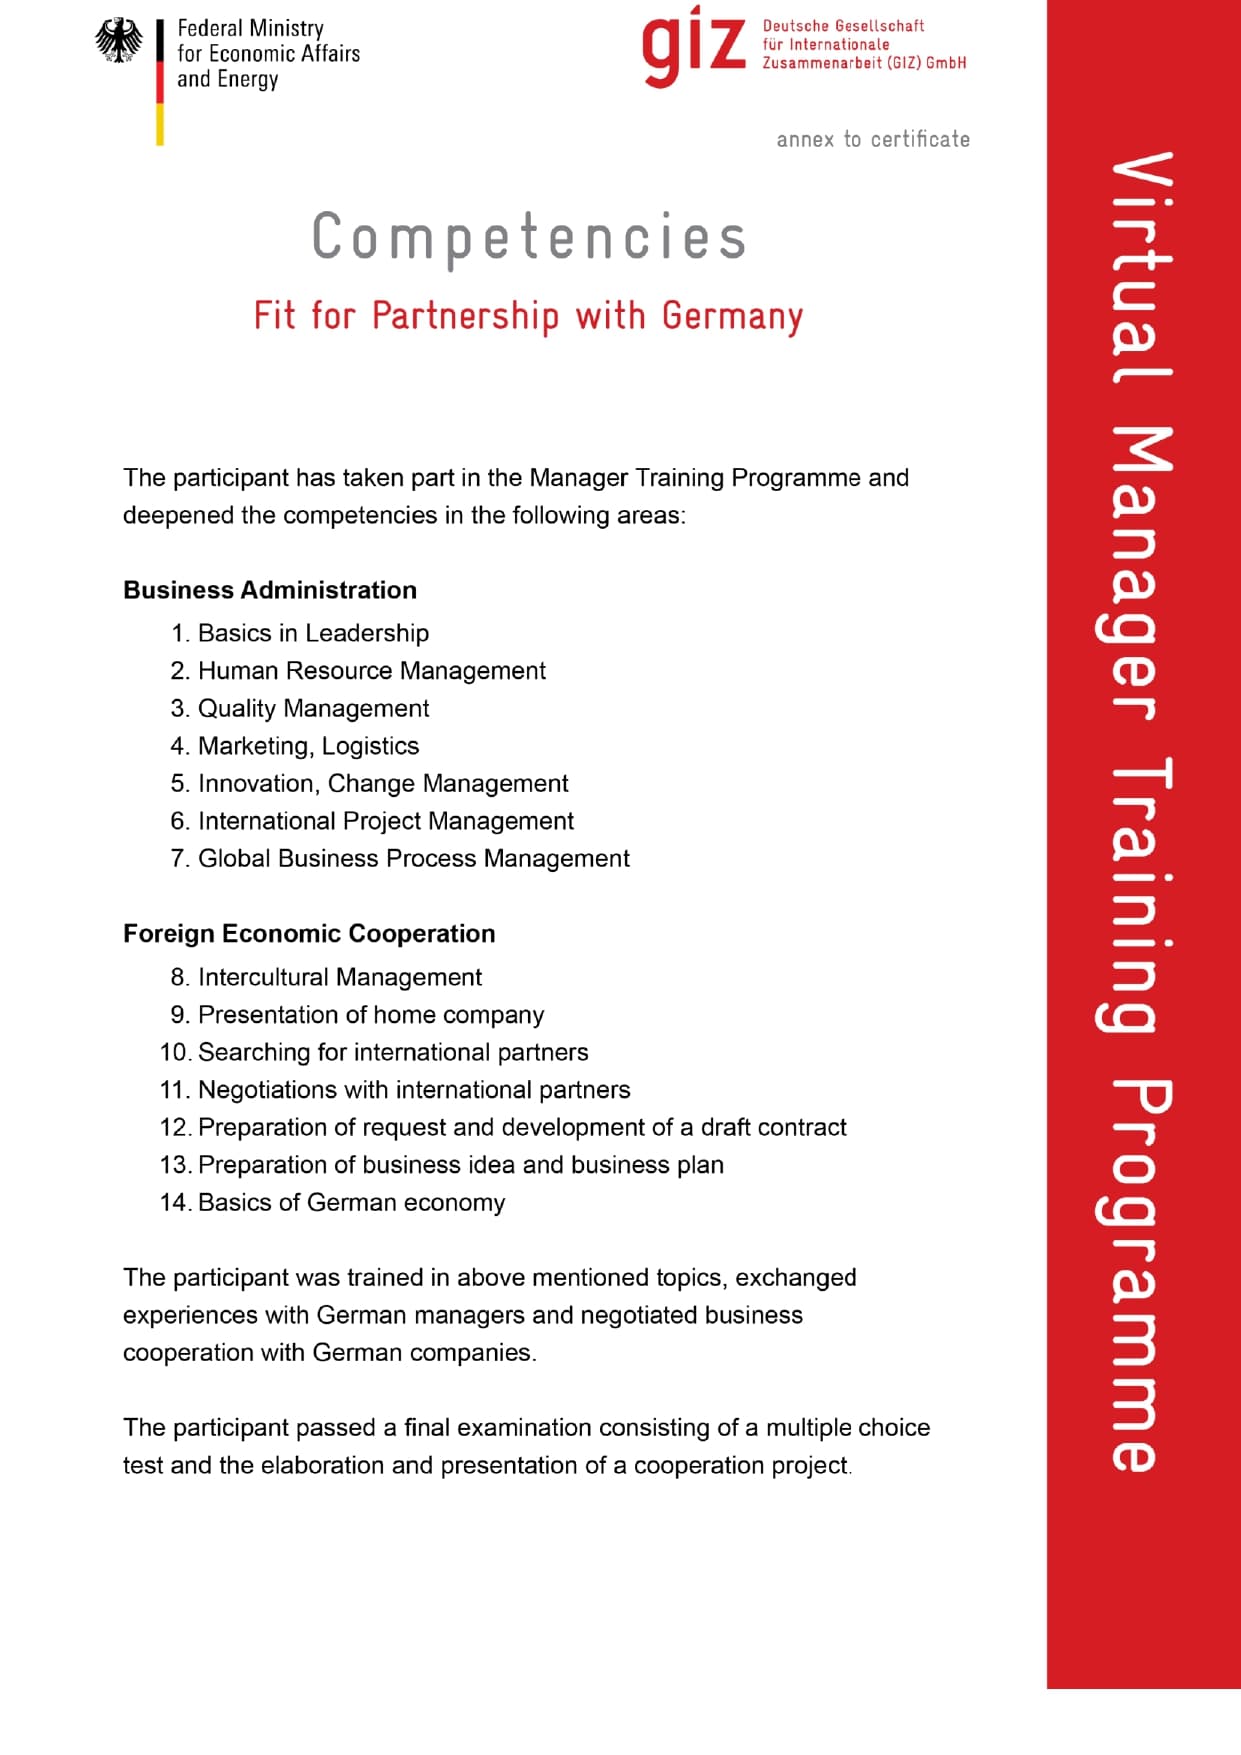 Federal Ministry
for Economic Affairs
and Energy
giz
Deutsche Gesellschaft
für Internationale
Zusammenarbeit (GIZ) GmbH
annex to certificate
Competencies
Fit for Partnership with Germany
The participant has taken part in the Manager Training Programme and
deepened the competencies in the following areas:
Business Administration
1. Basics in Leadership
2. Human Resource Management
3. Quality Management
4. Marketing, Logistics
5. Innovation, Change Management
6. International Project Management
7. Global Business Process Management
Foreign Economic Cooperation
8. Intercultural Management
9. Presentation of home company
10. Searching for international partners
11. Negotiations with international partners
12. Preparation of request and development of a draft contract
13. Preparation of business idea and business plan
14. Basics of German economy
The participant was trained in above mentioned topics, exchanged
experiences with German managers and negotiated business
cooperation with German companies.
The participant passed a final examination consisting of a multiple choice
test and the elaboration and presentation of a cooperation project.
Virtual Manager Training Programme